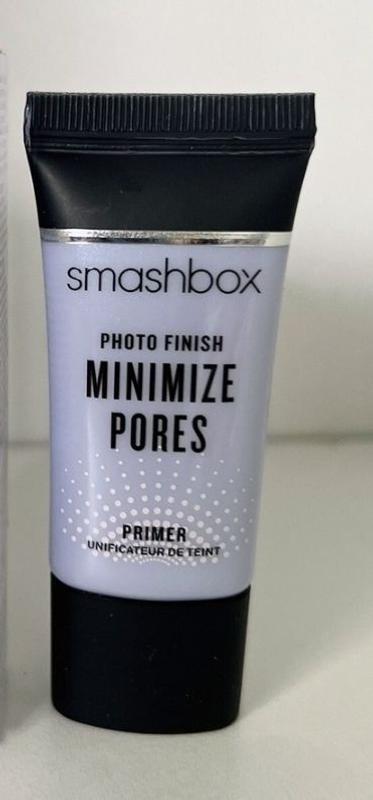 smashbox
PHOTO FINISH
MINIMIZE
PORES
PRIMER
UNIFICATEUR DE TEINT